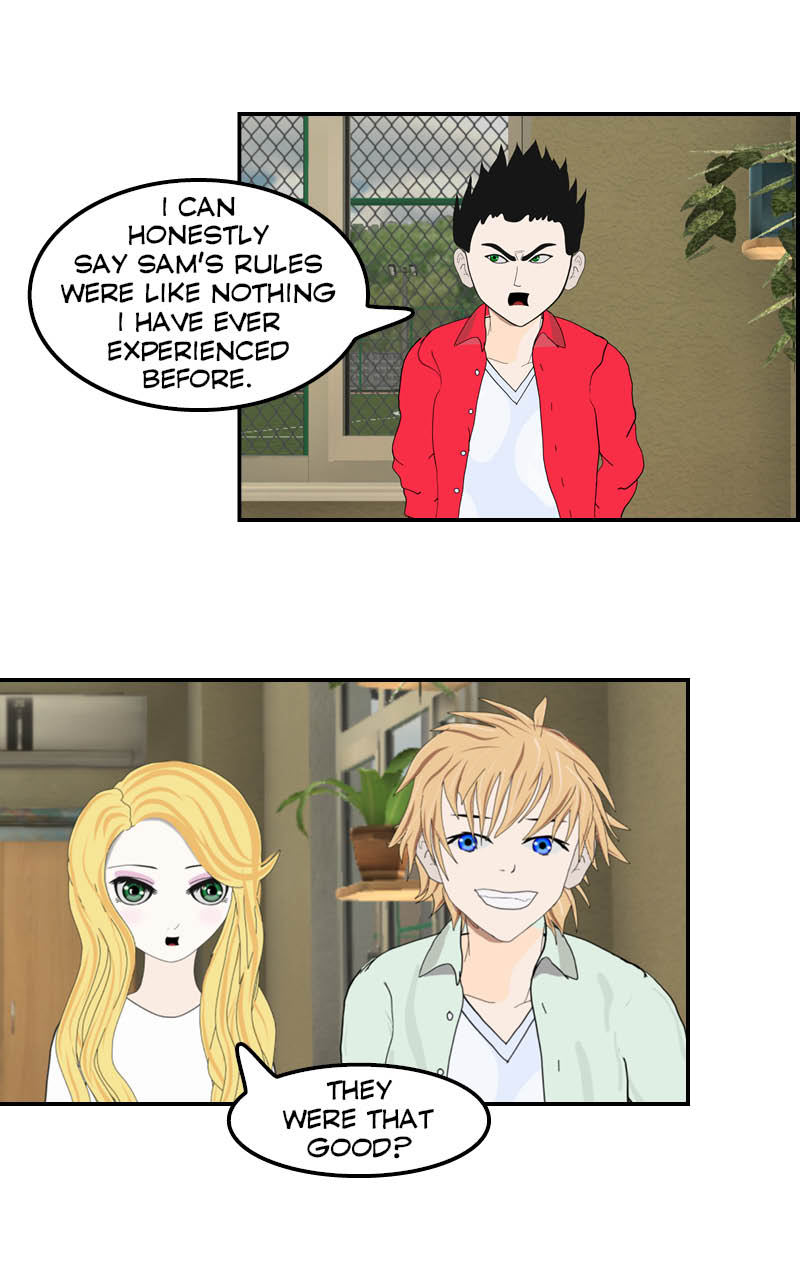 I CAN
HONESTLY
SAY SAM'S RULES
WERE LIKE NOTHING
I HAVE EVER
EXPERIENCED
BEFORE.
THEY
WERE THAT
GOOD?